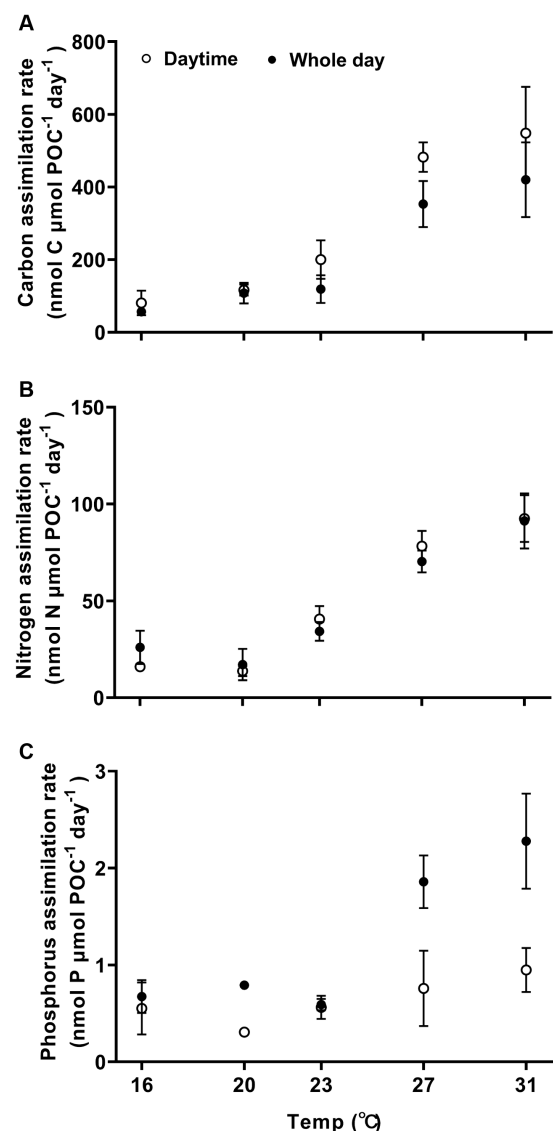 A
Carbon assimilation rate
(nmol C µmol POC⁻¹ day⁻¹ )
800
600
400
200
0
Daytime
Whole day
B
Nitrogen assimilation rate
(nmol N µmol POC⁻¹ day⁻¹ )
150
100
50
0
C
Phosphorus assimilation rate
(nmol P µmol POC⁻¹ day⁻¹ )
3
2
1
0
16 20 23 27 31
Temp (℃)